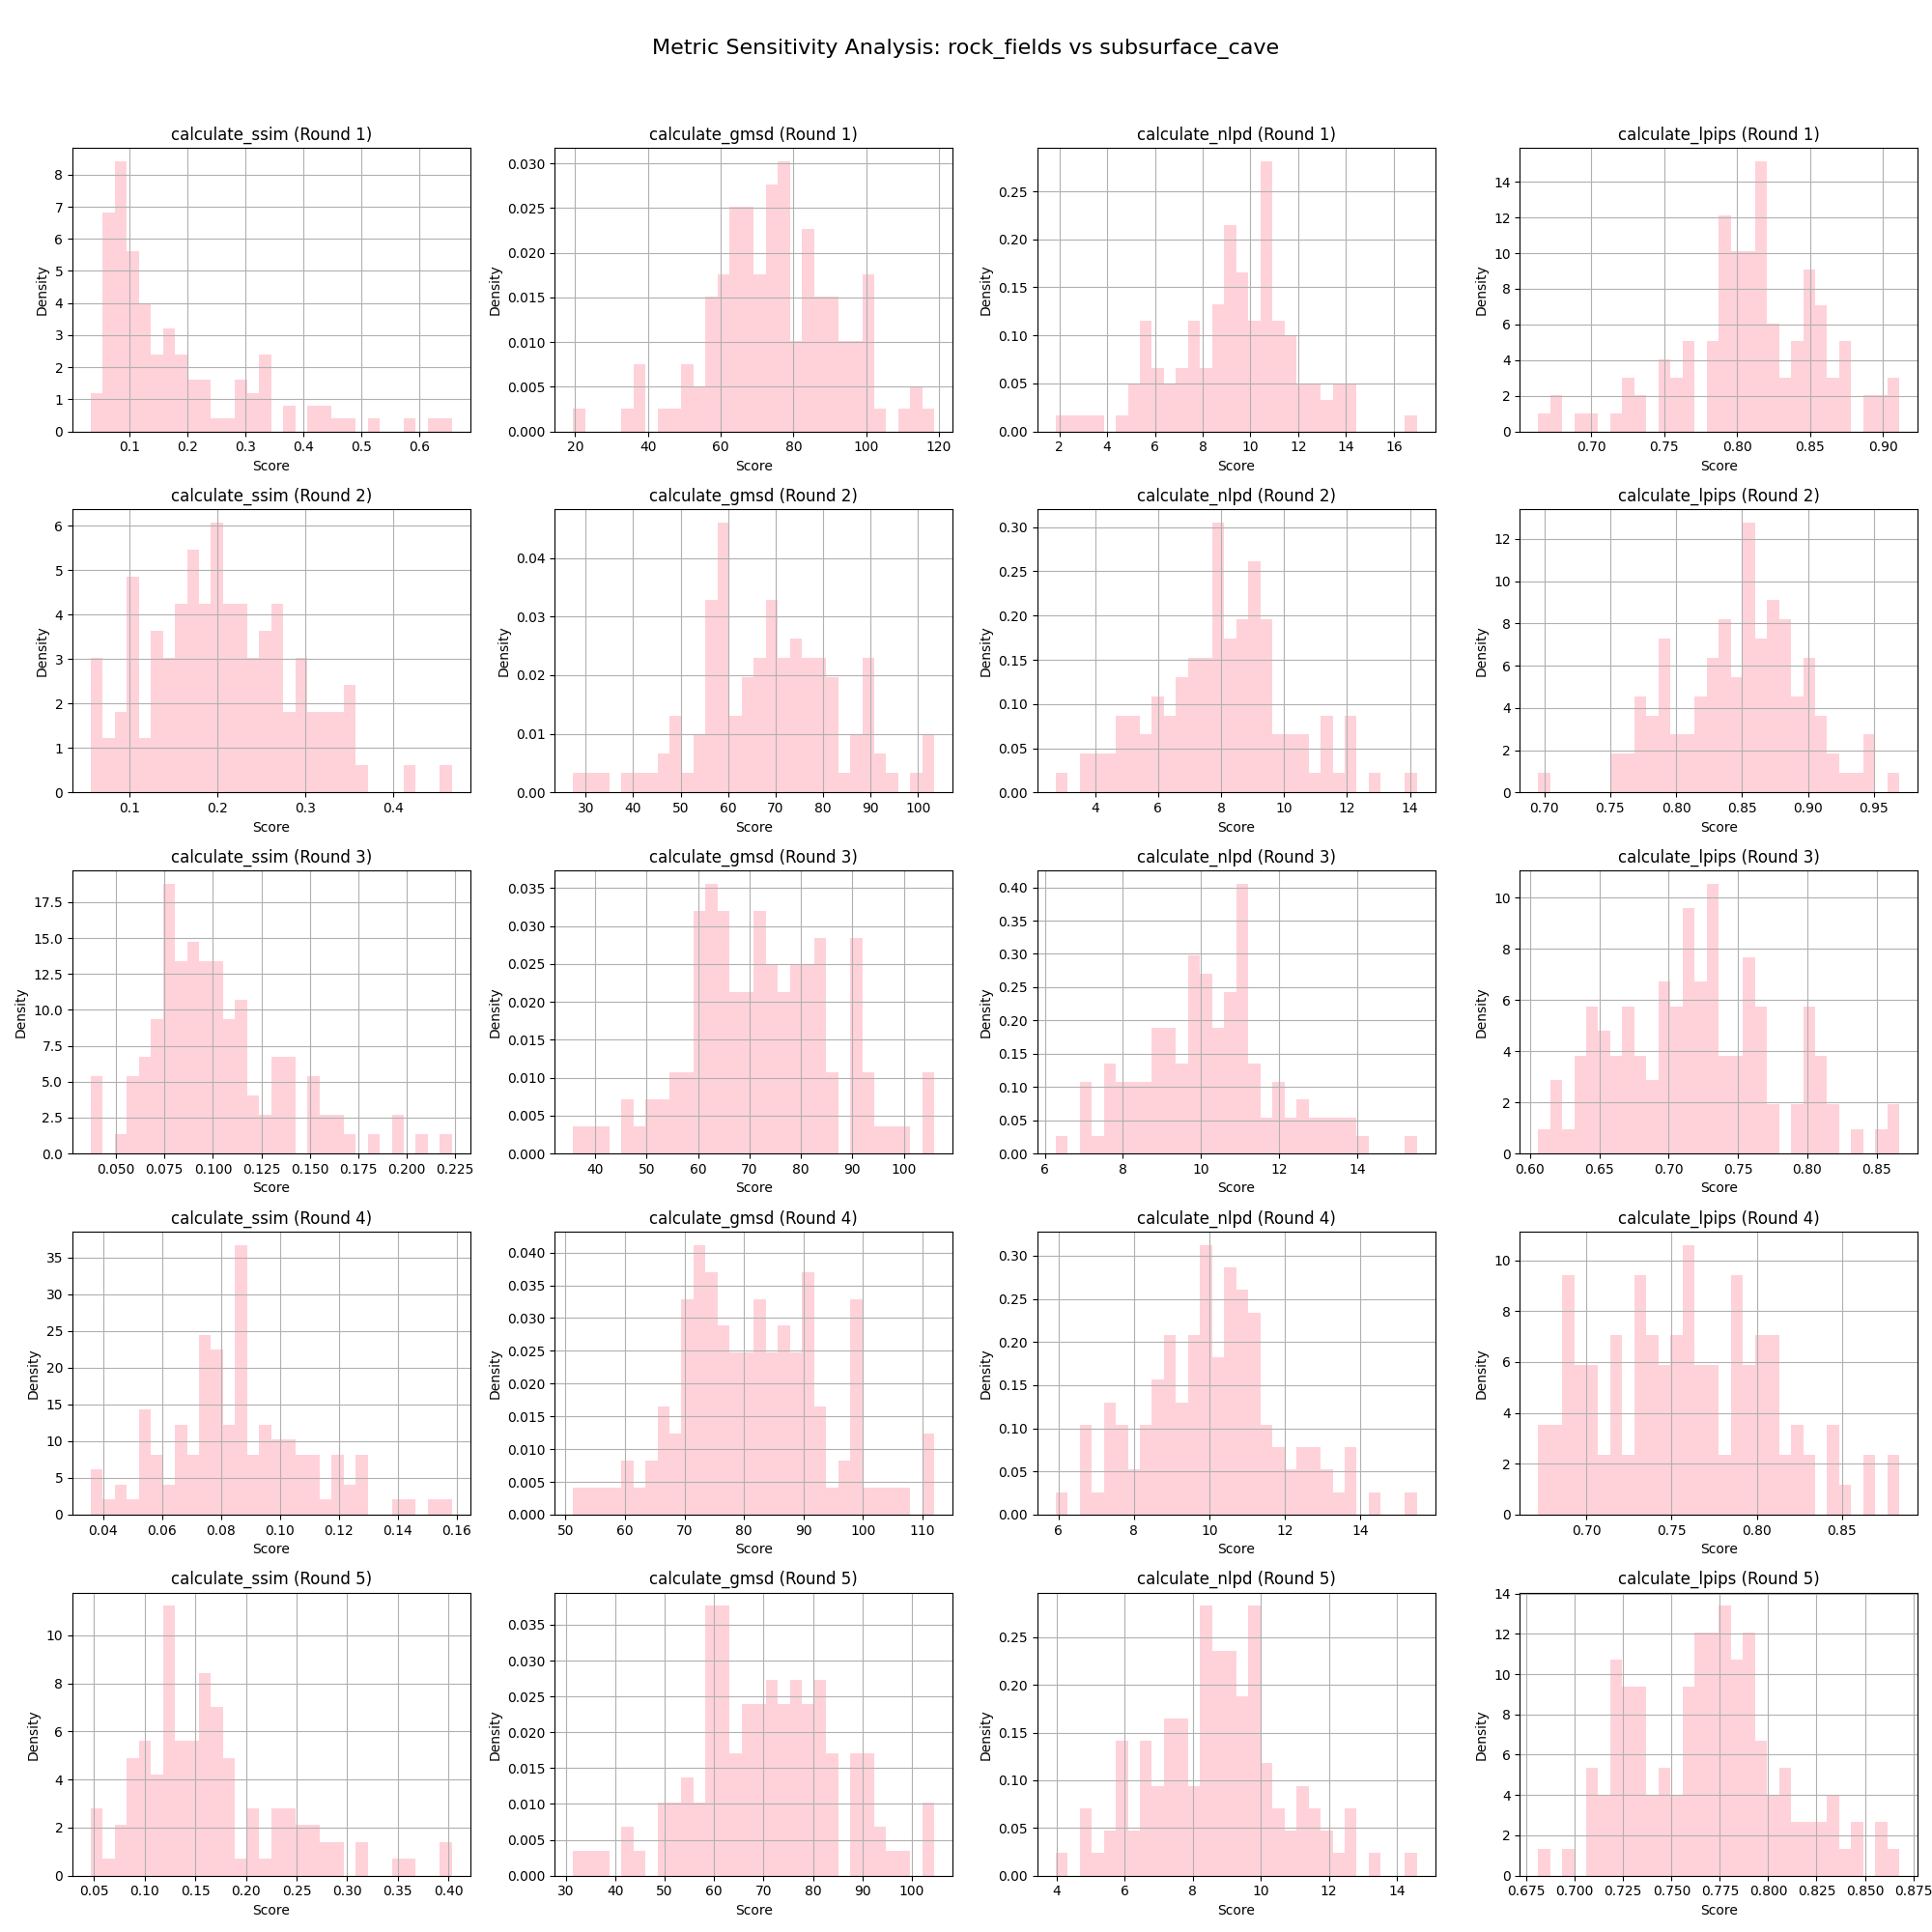 Metric Sensitivity Analysis: rock_fields vs subsurface_cave
calculate_ssim (Round 1)
8
7
6
5
4
3
2
1
0
Density
0.1 0.2 0.3 0.4 0.5 0.6
Score
calculate_gmsd (Round 1)
0.030
0.025
0.020
0.015
0.010
0.005
0.000
Density
20 40 60 80 100 120
Score
calculate_nlpd (Round 1)
0.25
0.20
0.15
0.10
0.05
0.00
Density
2 4 6 8 10 12 14 16
Score
calculate_lpips (Round 1)
14
12
10
8
6
4
2
0
Density
0.70 0.75 0.80 0.85 0.90
Score
calculate_ssim (Round 2)
6
5
4
3
2
1
0
Density
0.1 0.2 0.3 0.4
Score
calculate_gmsd (Round 2)
0.04
0.03
0.02
0.01
0.00
Density
30 40 50 60 70 80 90 100
Score
calculate_nlpd (Round 2)
0.30
0.25
0.20
0.15
0.10
0.05
0.00
Density
4 6 8 10 12 14
Score
calculate_lpips (Round 2)
12
10
8
6
4
2
0
Density
0.70 0.75 0.80 0.85 0.90 0.95
Score
calculate_ssim (Round 3)
17.5
15.0
12.5
10.0
7.5
5.0
2.5
0.0
Density
0.050 0.075 0.100 0.125 0.150 0.175 0.200 0.225
Score
calculate_gmsd (Round 3)
0.035
0.030
0.025
0.020
0.015
0.010
0.005
0.000
Density
40 50 60 70 80 90 100
Score
calculate_nlpd (Round 3)
0.40
0.35
0.30
0.25
0.20
0.15
0.10
0.05
0.00
Density
6 8 10 12 14
Score
calculate_lpips (Round 3)
10
8
6
4
2
0
Density
0.60 0.65 0.70 0.75 0.80 0.85
Score
calculate_ssim (Round 4)
35
30
25
20
15
10
5
0
Density
0.04 0.06 0.08 0.10 0.12 0.14 0.16
Score
calculate_gmsd (Round 4)
0.040
0.035
0.030
0.025
0.020
0.015
0.010
0.005
0.000
Density
50 60 70 80 90 100 110
Score
calculate_nlpd (Round 4)
0.30
0.25
0.20
0.15
0.10
0.05
0.00
Density
6 8 10 12 14
Score
calculate_lpips (Round 4)
10
8
6
4
2
0
Density
0.70 0.75 0.80 0.85
Score
calculate_ssim (Round 5)
10
8
6
4
2
0
Density
0.05 0.10 0.15 0.20 0.25 0.30 0.35 0.40
Score
calculate_gmsd (Round 5)
0.035
0.030
0.025
0.020
0.015
0.010
0.005
0.000
Density
30 40 50 60 70 80 90 100
Score
calculate_nlpd (Round 5)
0.25
0.20
0.15
0.10
0.05
0.00
Density
4 6 8 10 12 14
Score
calculate_lpips (Round 5)
14
12
10
8
6
4
2
0
Density
0.675 0.700 0.725 0.750 0.775 0.800 0.825 0.850 0.875
Score